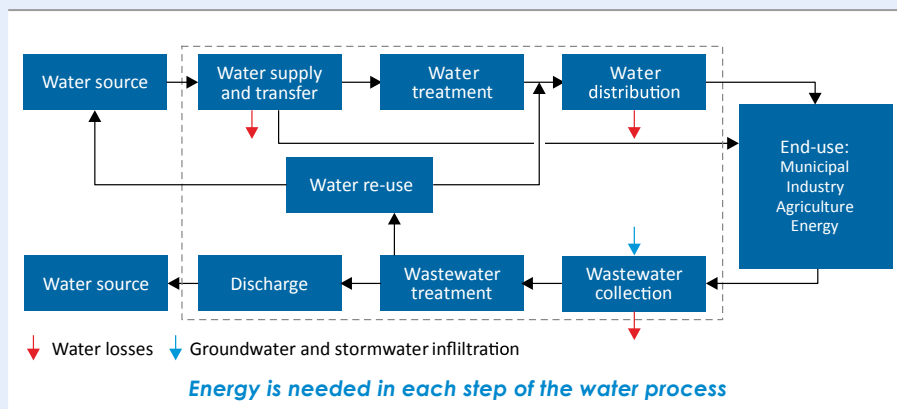 Water source
Water supply
and transfer
Water
treatment
Water
distribution
End-use:
Municipal
Industry
Agriculture
Energy
Water re-use
Water source
Discharge
Wastewater
treatment
Wastewater
collection
Water losses
Groundwater and stormwater infliltration
Energy is needed in each step of the water process